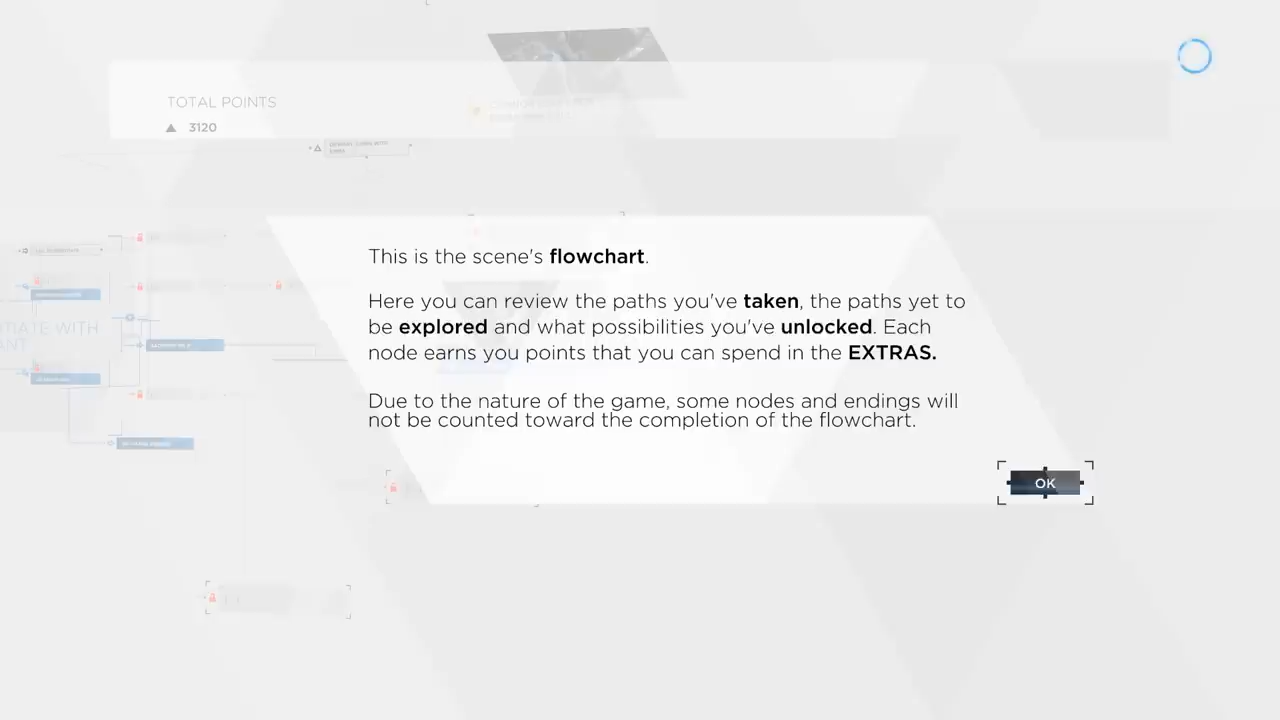 TOTAL POINTS
3120
This is the scene's flowchart.
Here you can review the paths you've taken, the paths yet to
be explored and what possibilities you've unlocked. Each
node earns you points that you can spend in the EXTRAS.
Due to the nature of the game, some nodes and endings will
not be counted toward the completion of the flowchart.
OK